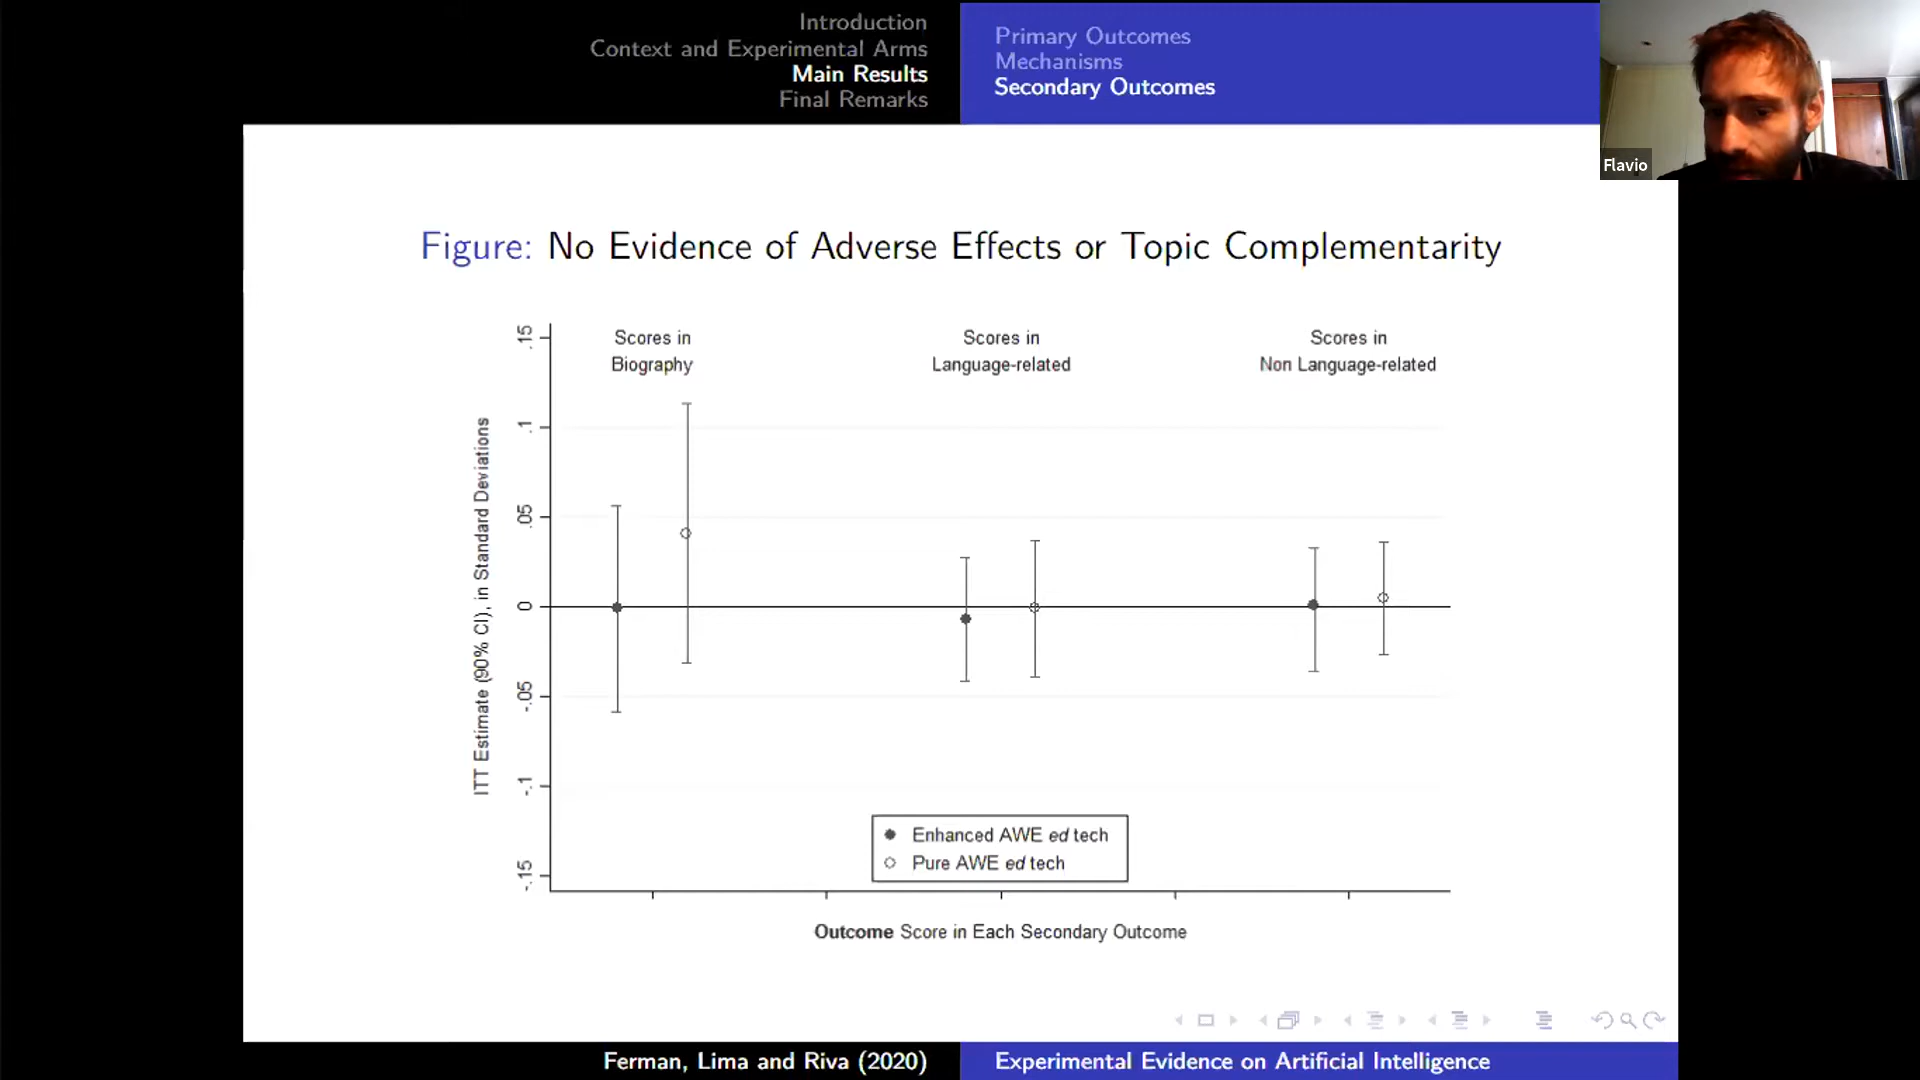 Introduction
Context and Experimental Arms
Main Results
Final Remarks
Primary Outcomes
Mechanisms
Secondary Outcomes
Flavio
Figure: No Evidence of Adverse Effects or Topic Complementarity
Scores in
Biography
Scores in
Language-related
Scores in
Non Language-related
ITT Estimate (90% CI), in Standard Deviations
.15
.1
.05
0
-.05
-.1
-.15
Enhanced AWE ed tech
Pure AWE ed tech
Outcome Score in Each Secondary Outcome
Ferman, Lima and Riva (2020)
Experimental Evidence on Artificial Intelligence